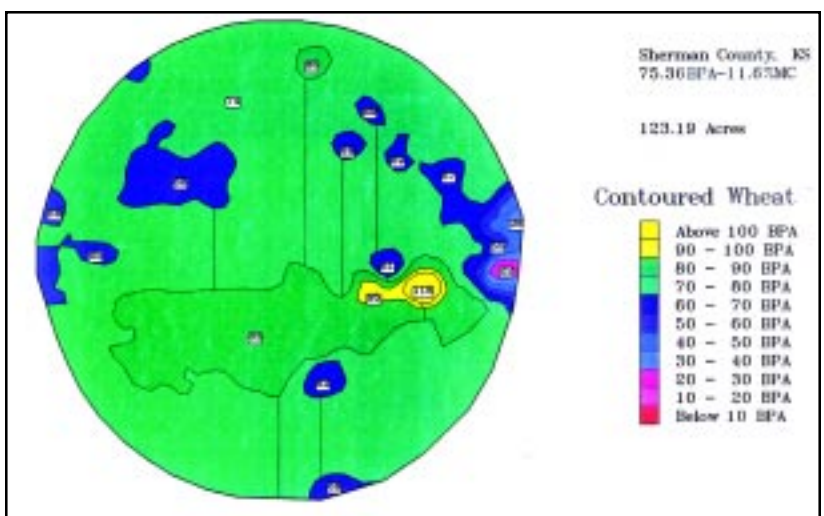 Sherman County, KS
75.36BPA-11.67%MC
123.19 Acres
Contoured Wheat
Above 100 BPA
90 - 100 BPA
80 - 90 BPA
70 - 80 BPA
60 - 70 BPA
50 - 60 BPA
40 - 50 BPA
30 - 40 BPA
20 - 30 BPA
10 - 20 BPA
Below 10 BPA